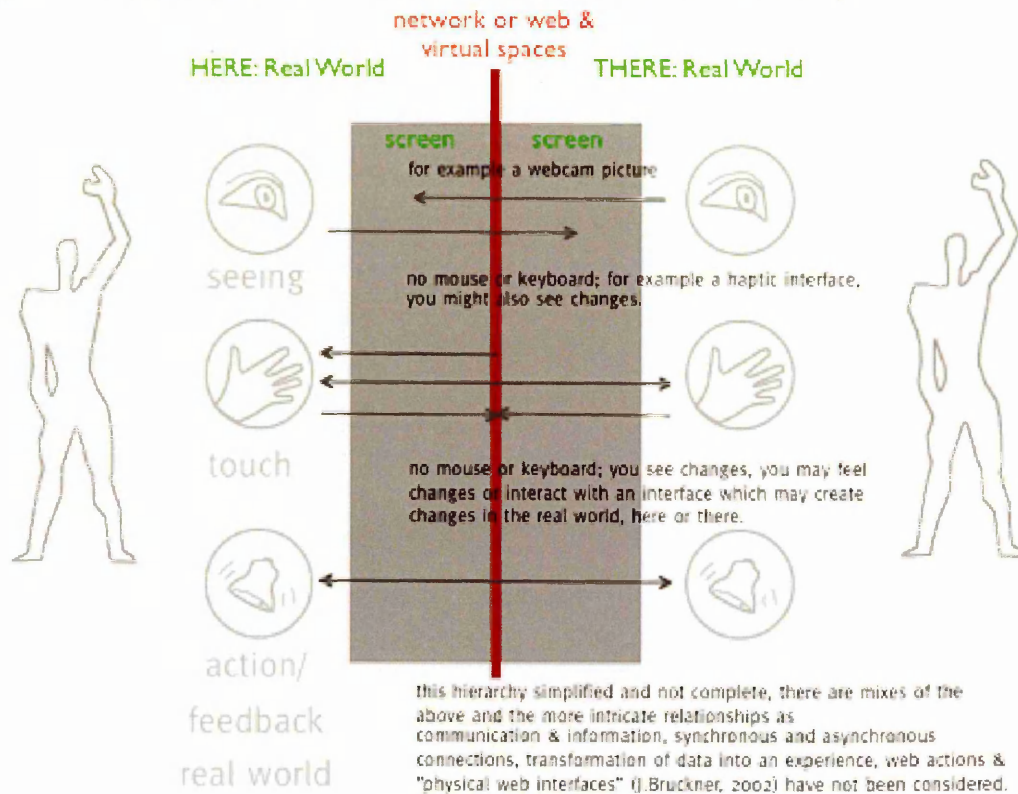 network or web &
virtual spaces
HERE: Real World
THERE: Real World
screen
screen
for example a webcam picture
seeing
no mouse or keyboard; for example a haptic interface,
you might also see changes.
touch
no mouse or keyboard; you see changes, you may feel
changes or interact with an interface which may create
changes in the real world, here or there.
action/
feedback
real world
this hierarchy simplified and not complete, there are mixes of the
above and the more intricate relationships as
communication & information, synchronous and asynchronous
connections, transformation of data into an experience, web actions &
"physical web interfaces" (J.Bruckner, 2002) have not been considered.